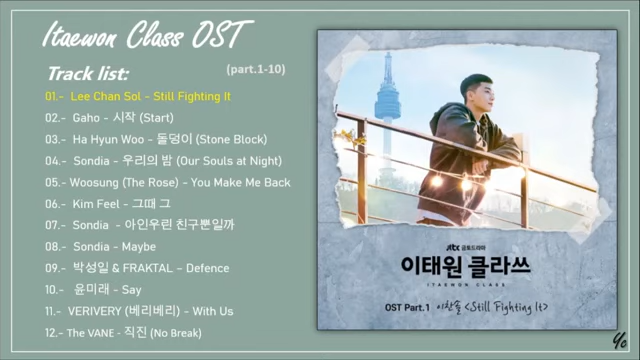 Itaewon Class OST
Track list:
(part.1-10)
01.- Lee Chan Sol - Still Fighting It
02.- Gaho - 시작 (Start)
03.- Ha Hyun Woo - 돌덩이 (Stone Block)
04.- Sondia - 우리의 밤 (Our Souls at Night)
05.- Woosung (The Rose) - You Make Me Back
06.- Kim Feel - 그때 그
07.- Sondia - 아인우린 친구뿐일까
08.- Sondia - Maybe
09.- 박성일 & FRAKTAL - Defence
10.- 윤미래 - Say
11.- VERIVERY (베리베리) - With Us
12.- The VANE - 직진 (No Break)
jtbc 금토드라마
이태원 클라쓰
ITAEWON CLASS
OST Part.1 이찬솔 <Still Fighting It>